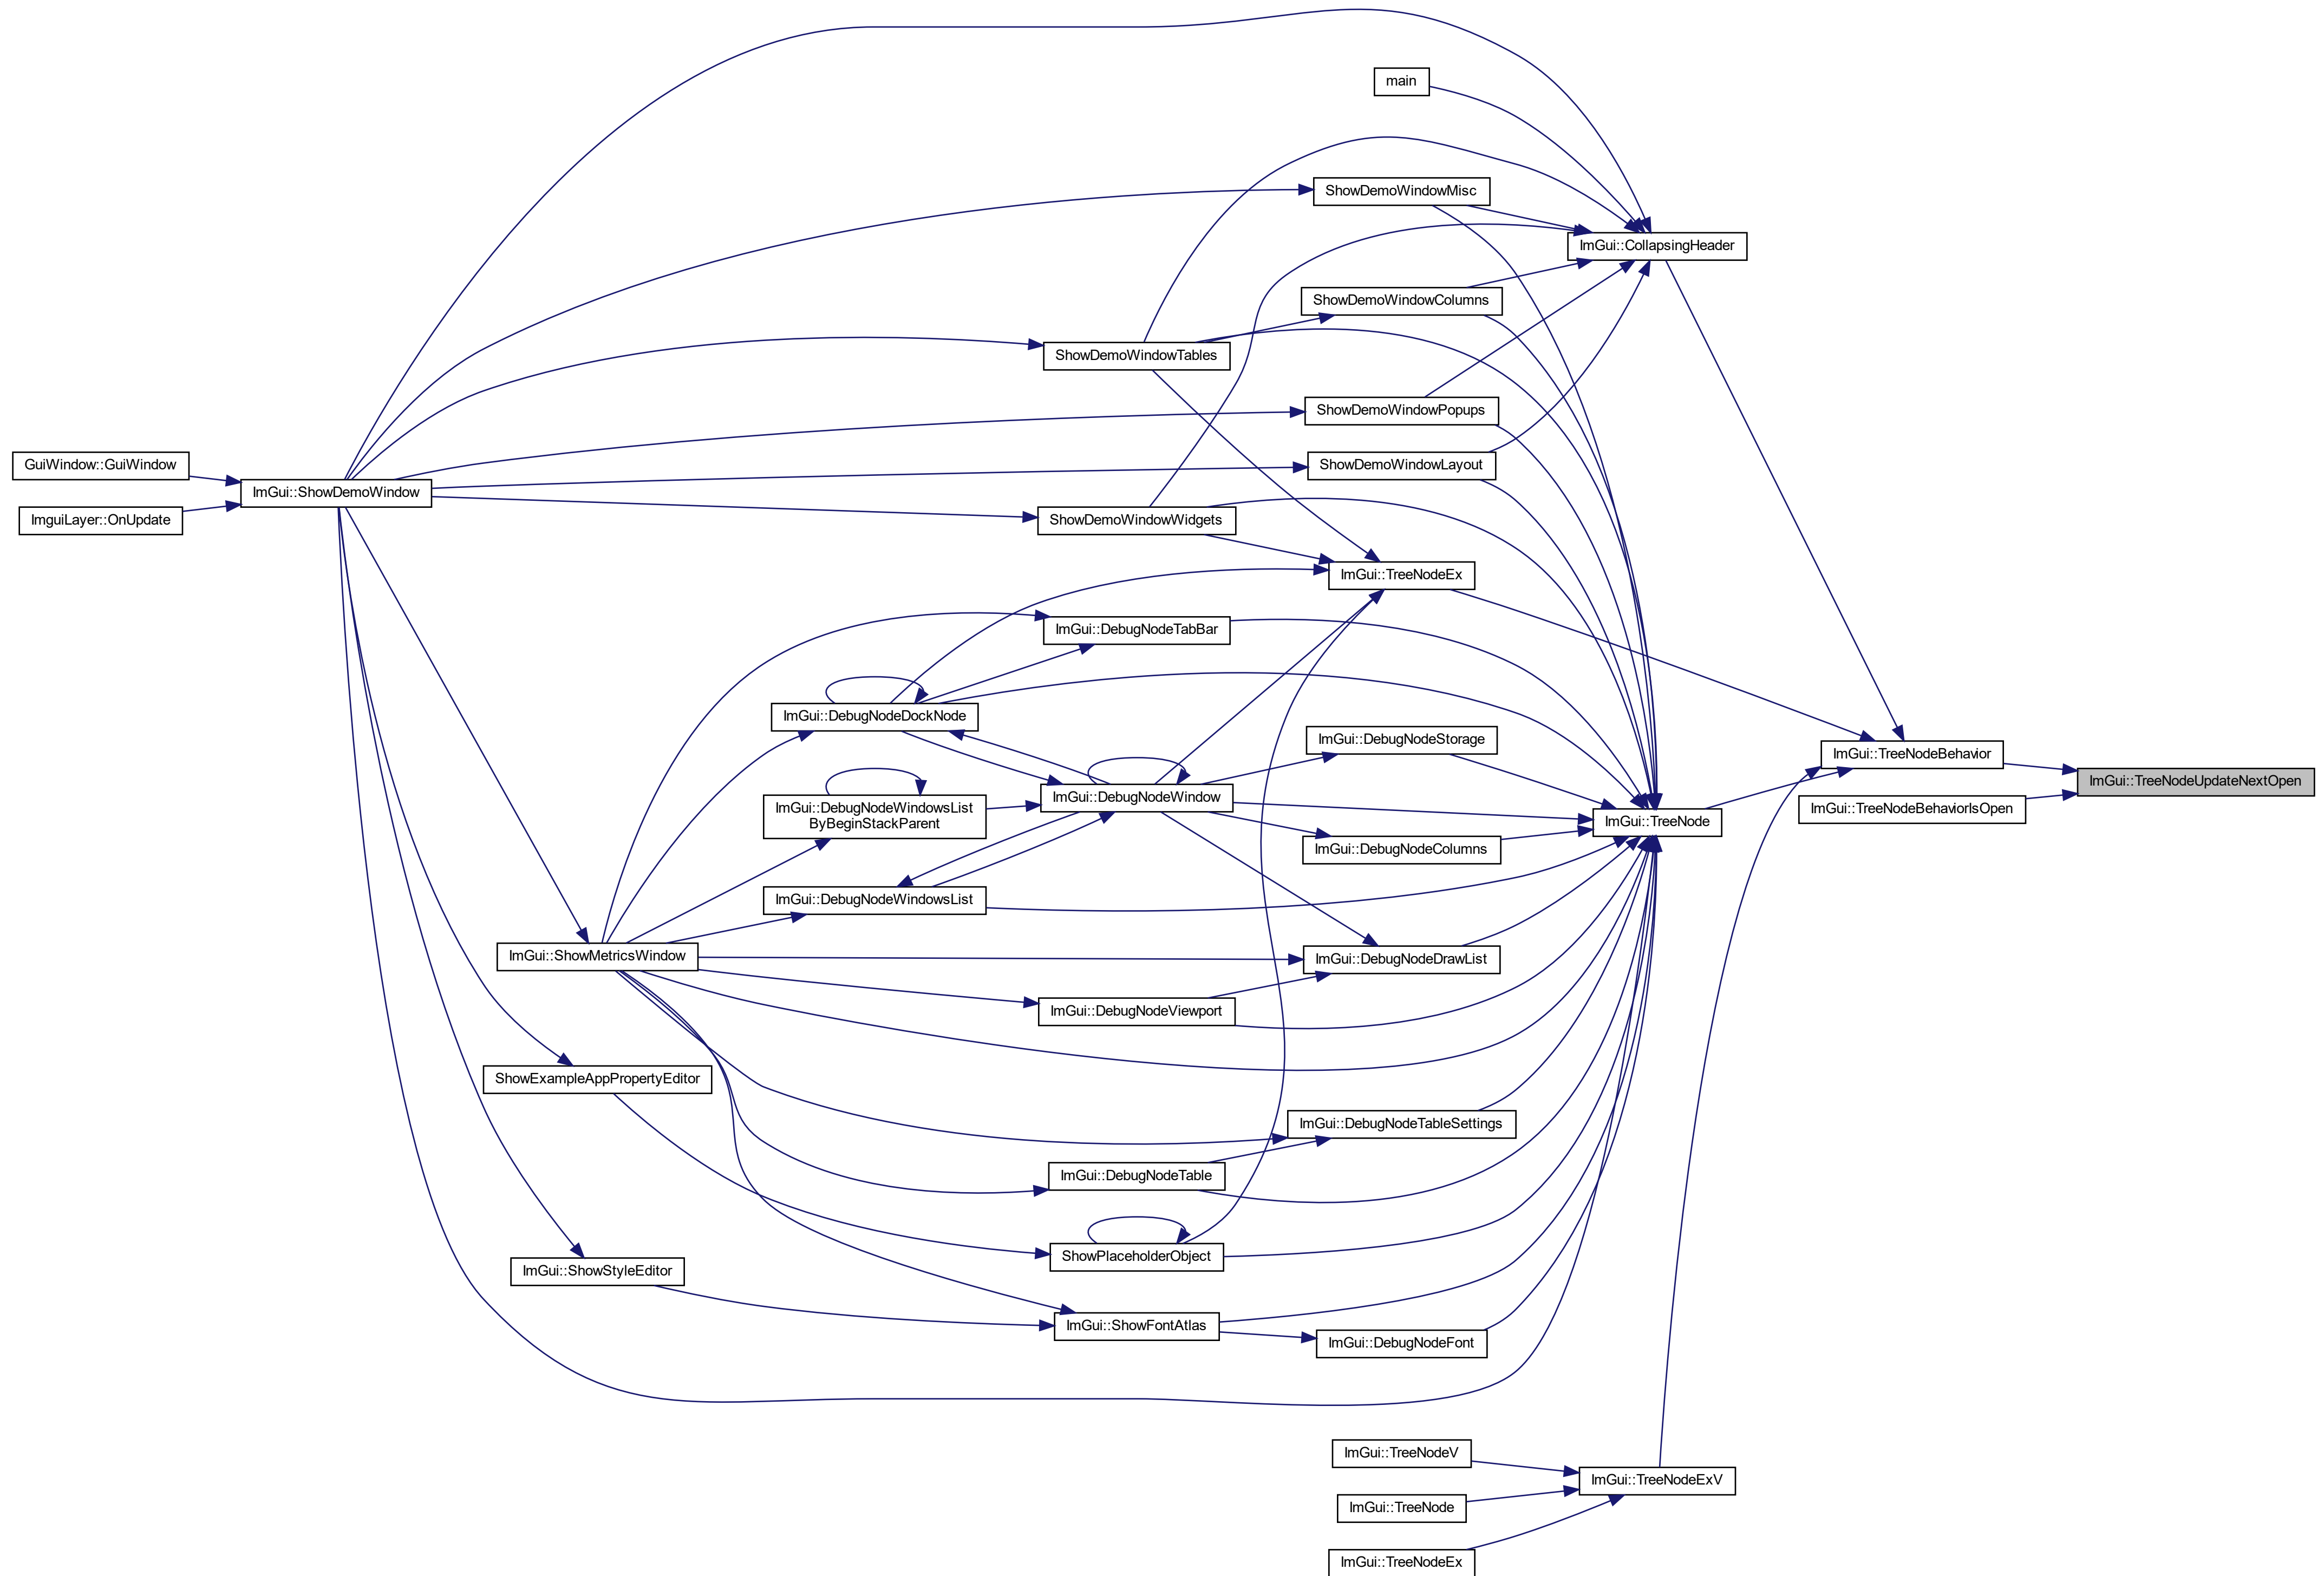 main
ShowDemoWindowMisc
ImGui::CollapsingHeader
ShowDemoWindowColumns
ShowDemoWindowTables
ShowDemoWindowPopups
GuiWindow::GuiWindow
ShowDemoWindowLayout
ImGui::ShowDemoWindow
ImguiLayer::OnUpdate
ShowDemoWindowWidgets
ImGui::TreeNodeEx
ImGui::DebugNodeTabBar
ImGui::DebugNodeDockNode
ImGui::DebugNodeStorage
ImGui::TreeNodeBehavior
ImGui::TreeNodeUpdateNextOpen
ImGui::DebugNodeWindow
ImGui::DebugNodeWindowsList
ByBeginStackParent
ImGui::TreeNodeBehaviorIsOpen
ImGui::TreeNode
ImGui::DebugNodeColumns
ImGui::DebugNodeWindowsList
ImGui::ShowMetricsWindow
ImGui::DebugNodeDrawList
ImGui::DebugNodeViewport
ShowExampleAppPropertyEditor
ImGui::DebugNodeTableSettings
ImGui::DebugNodeTable
ShowPlaceholderObject
ImGui::ShowStyleEditor
ImGui::ShowFontAtlas
ImGui::DebugNodeFont
ImGui::TreeNodeV
ImGui::TreeNodeExV
ImGui::TreeNode
ImGui::TreeNodeEx